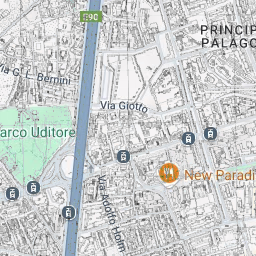 E90
PRINCIP
PALAGO
Via G. L. Bernini
Via Giotto
arco Uditore
New Paradi
Via Adolfo Holm